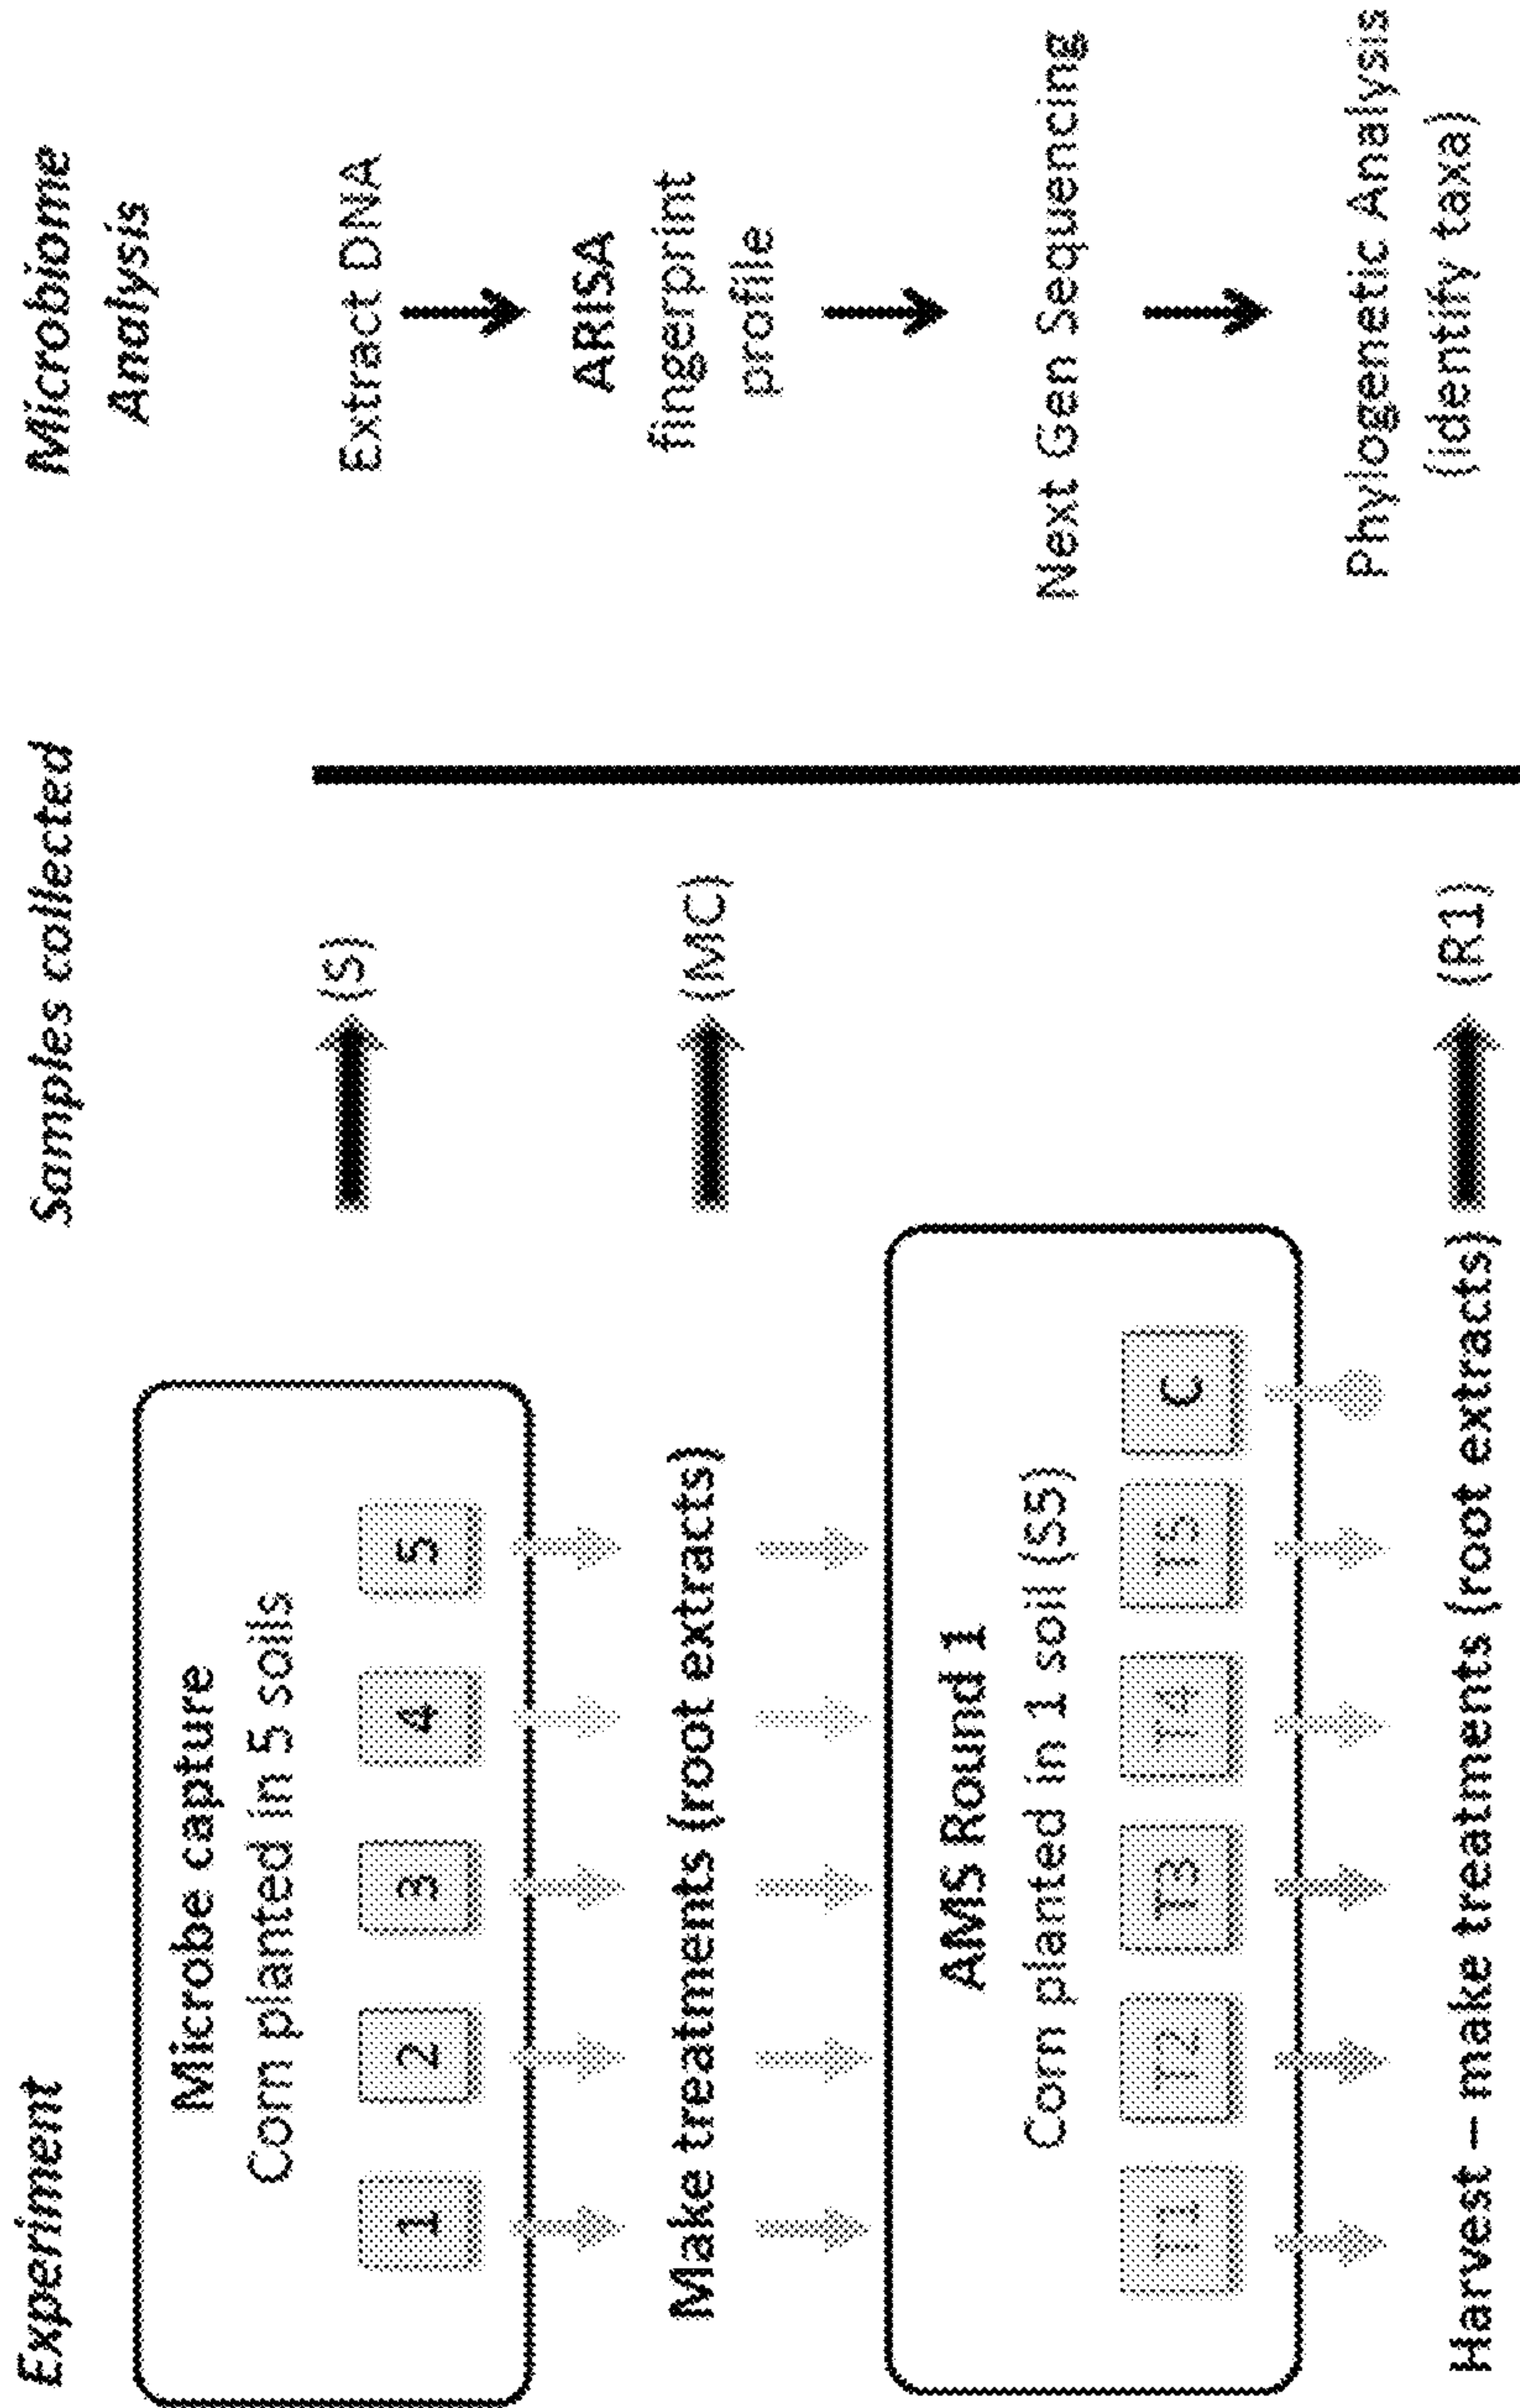 Experiment
Samples collected
Microbiome
Analysis
Microbe capture
Corn planted in 5 soils
1 2 3 4 5
(S)
Make treatments (root extracts)
(MC)
AMS Round 1
Corn planted in 1 soil (S5)
T1 T2 T3 T4 T5 C
Harvest – make treatments (root extracts)
(R1)
Extract DNA
ARISA
fingerprint
profile
Next Gen Sequencing
Phylogenetic Analysis
(identify taxa)